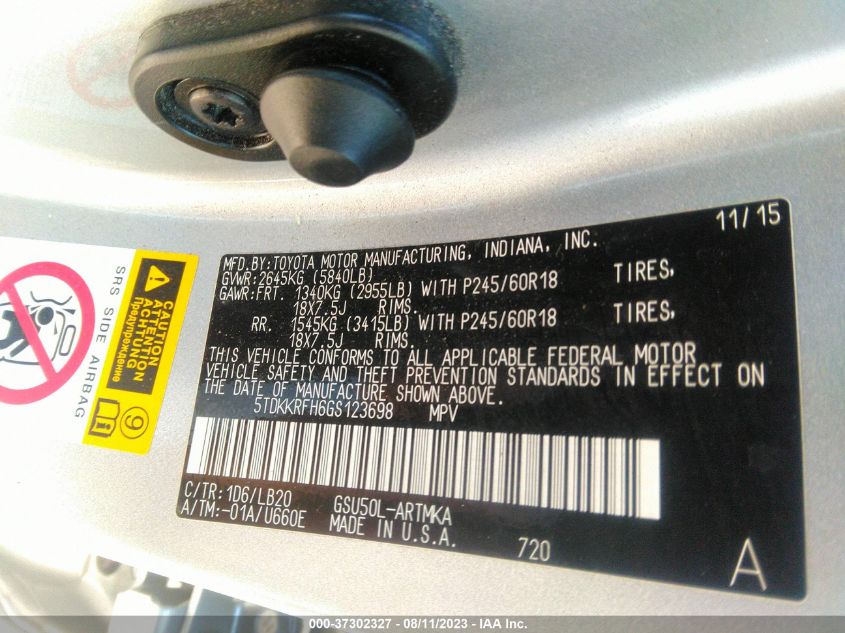 11/15
MFD.BY:TOYOTA MOTOR MANUFACTURING, INDIANA, INC.
GVWR:2645KG (5840LB)
GAWR:FRT. 1340KG (2955LB) WITH P245/60R18 TIRES,
18X7.5J RIMS.
RR. 1545KG (3415LB) WITH P245/60R18 TIRES,
18X7.5J RIMS.
THIS VEHICLE CONFORMS TO ALL APPLICABLE FEDERAL MOTOR
VEHICLE SAFETY AND THEFT PREVENTION STANDARDS IN EFFECT ON
THE DATE OF MANUFACTURE SHOWN ABOVE.
5TDKKRFH6GS123698 MPV
C/TR:1D6/LB20 GSU50L-ARTMKA
A/TM:-01A/U660E MADE IN U.S.A.
720
A
SRS SIDE AIRBAG
CAUTION
ATTENTION
ACHTUNG
Предупреждение
9
000-37302327 - 08/11/2023 - IAA Inc.